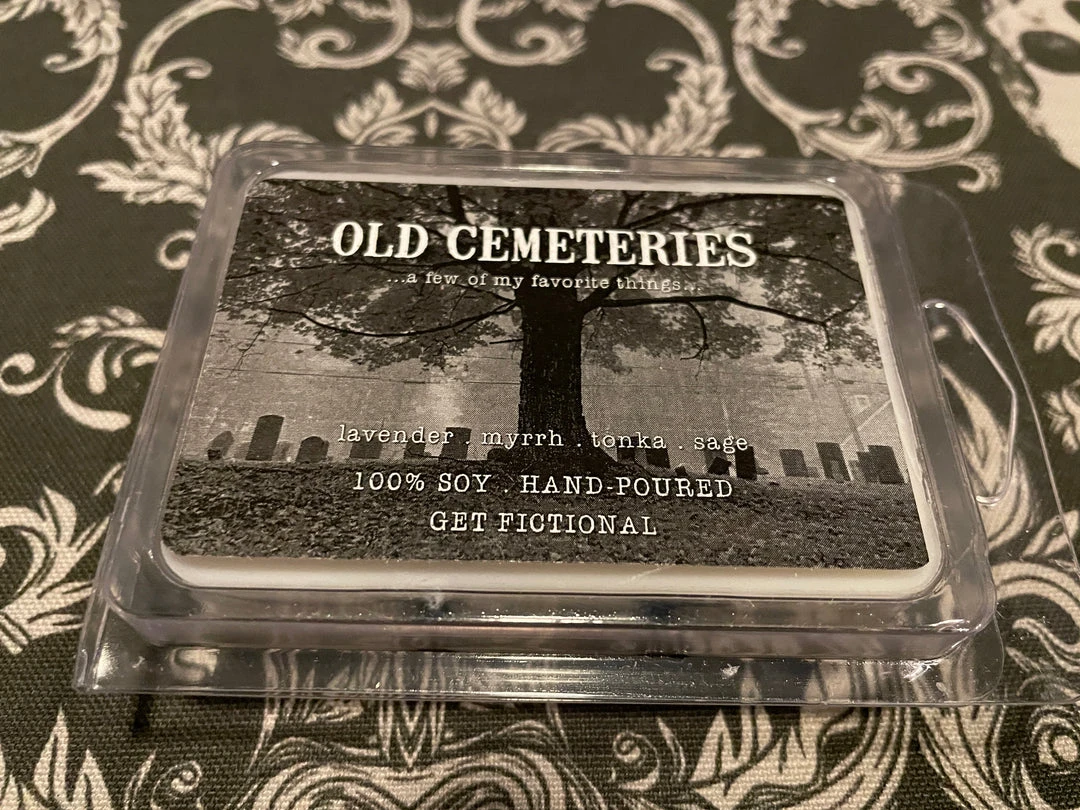 OLD CEMETERIES
...a few of my favorite things...
lavender . myrrh . tonka . sage
100% SOY . HAND-POURED
GET FICTIONAL